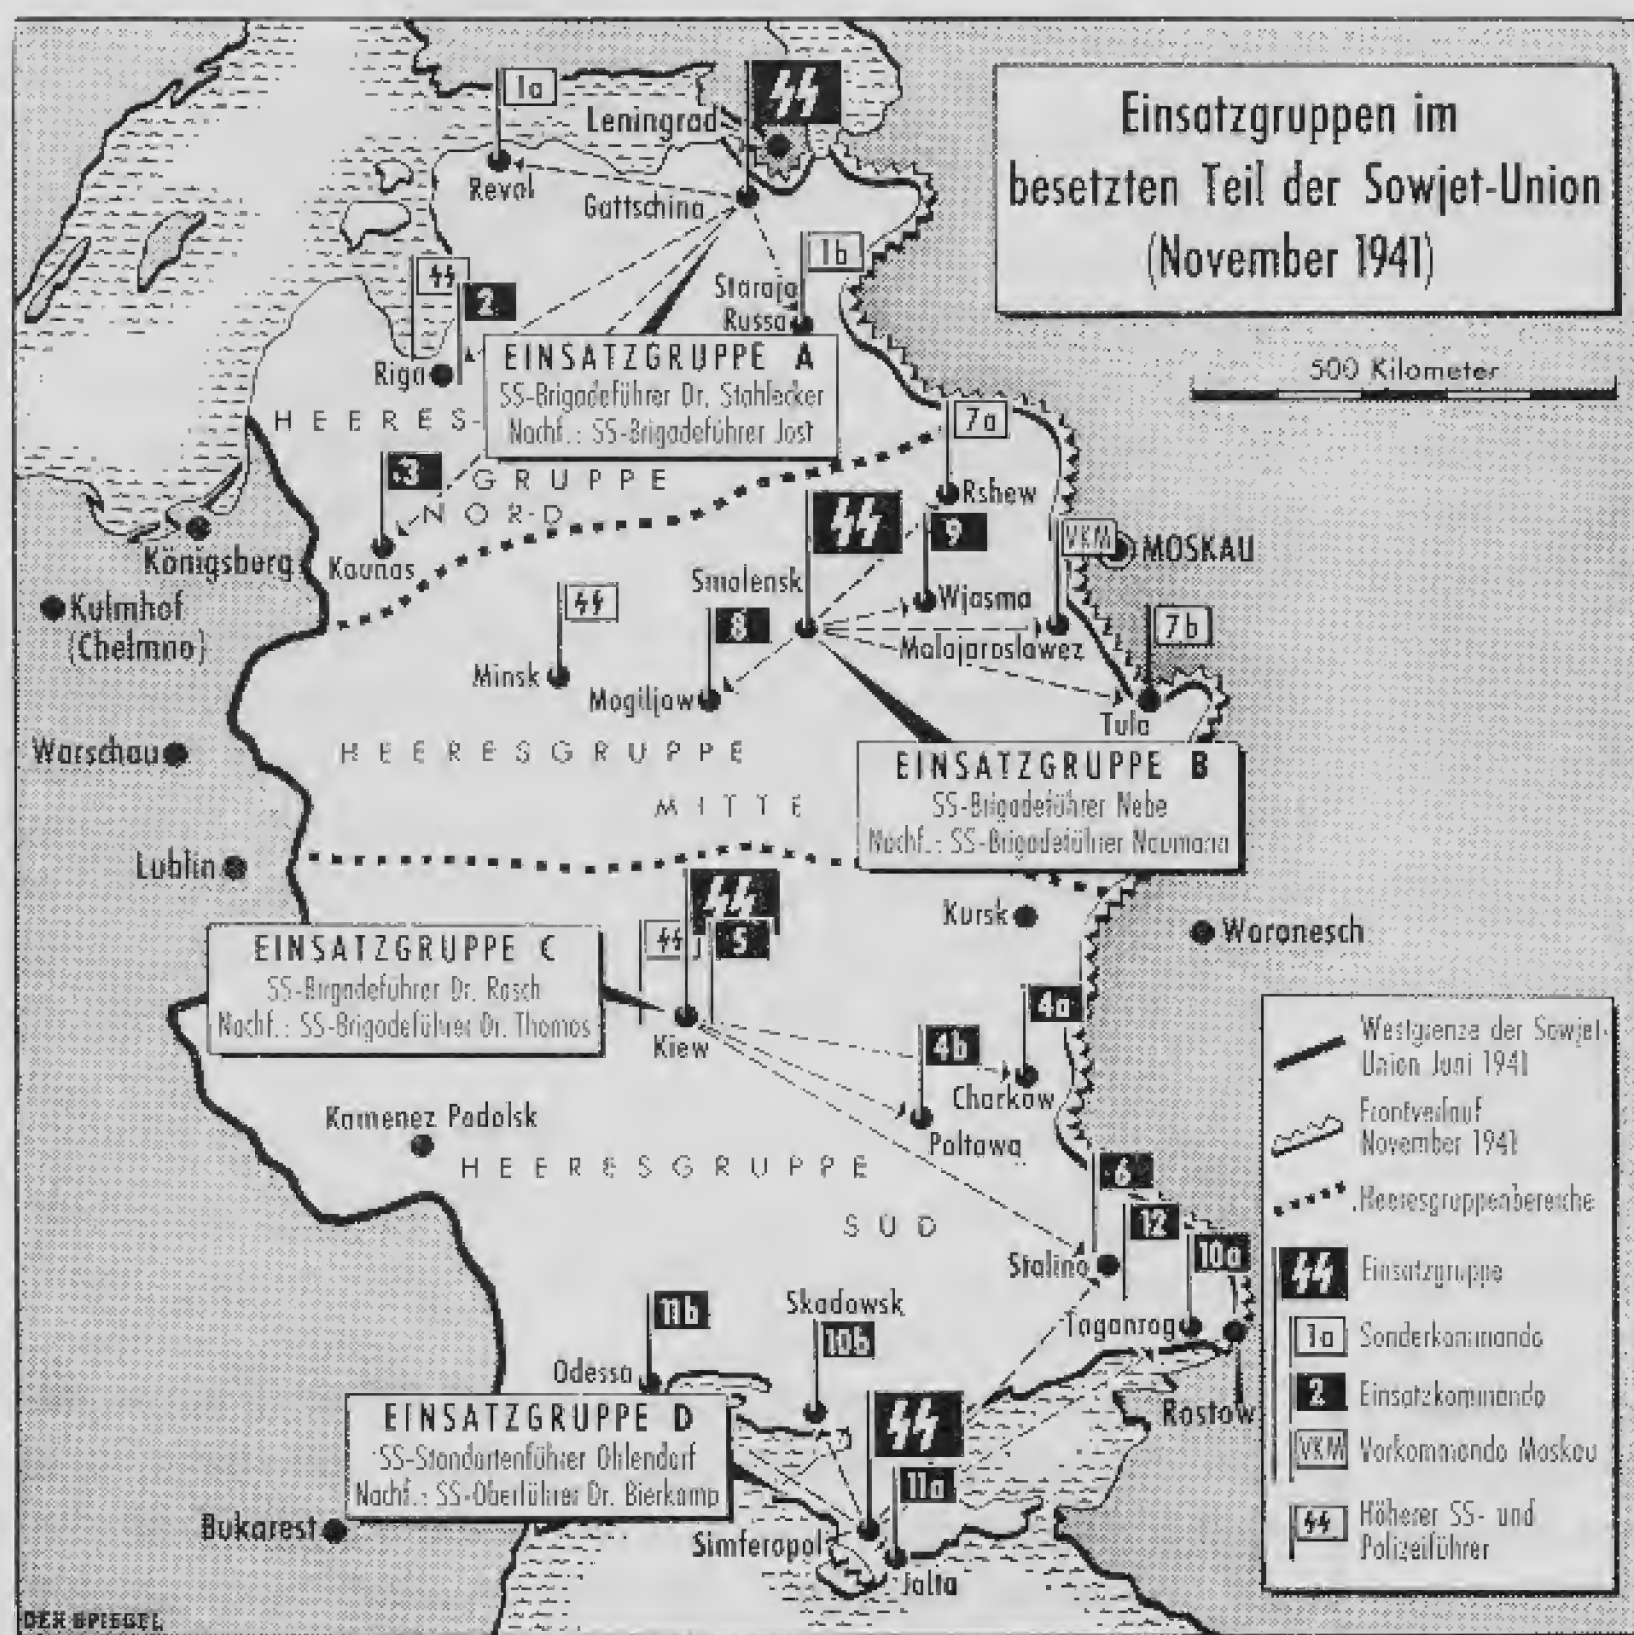 Einsatzgruppen im
besetzten Teil der Sowjet-Union
(November 1941)
500 Kilometer
1a
Leningrad
Reval
Gattschina
1b
Staraja
Russa
2
Riga
EINSATZGRUPPE A
SS-Brigadeführer Dr. Stahlecker
Nachf.: SS-Brigadeführer Jost
HEERES-
GRUPPE
NORD
3
Kaunas
Königsberg
7a
Rshew
9
Wjasma
VKM
MOSKAU
Smolensk
8
Malojaroslawez
7b
Tula
Kulmhof
(Chelmno)
Minsk
Mogiljow
Warschau
HEERESGRUPPE
MITTE
EINSATZGRUPPE B
SS-Brigadeführer Nebe
Nachf.: SS-Brigadeführer Naumann
Lublin
Kursk
Woronesch
5
EINSATZGRUPPE C
SS-Brigadeführer Dr. Rasch
Nachf.: SS-Brigadeführer Dr. Thomas
Kiew
4a
4b
Charkow
Poltawa
Kamenez Podolsk
HEERESGRUPPE
SÜD
6
12
10a
Stalino
Taganrog
Rostow
11b
Skadowsk
10b
Odessa
EINSATZGRUPPE D
SS-Standartenführer Ohlendorf
Nachf.: SS-Oberführer Dr. Bierkamp
11a
Bukarest
Simferopol
Jalta
Westgrenze der Sowjet-
Union Juni 1941
Frontverlauf
November 1941
Heeresgruppenbereiche
Einsatzgruppe
1a Sonderkommando
2 Einsatzkommando
VKM Vorkommando Moskau
Höherer SS- und
Polizeiführer
DER SPIEGEL